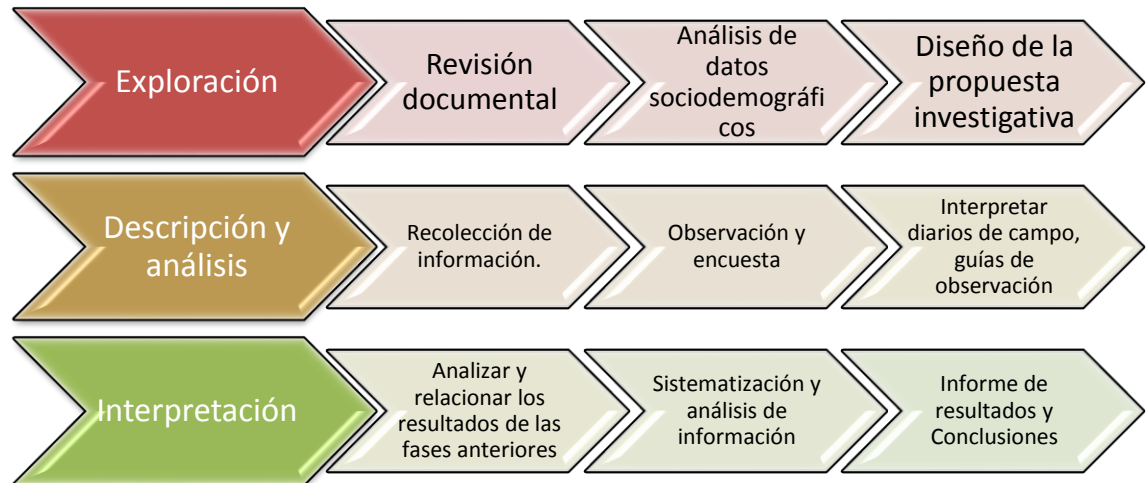 Exploración
Revisión
documental
Análisis de
datos
sociodemográfi
cos
Diseño de la
propuesta
investigativa
Descripción y
análisis
Recolección de
información.
Observación y
encuesta
Interpretar
diarios de campo,
guías de
observación
Interpretación
Analizar y
relacionar los
resultados de las
fases anteriores
Sistematización y
análisis de
información
Informe de
resultados y
Conclusiones